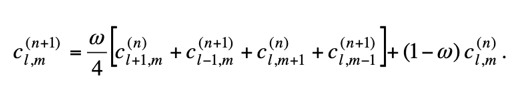 c_{l,m}^{(n+1)} = \frac{\omega}{4} \left[ c_{l+1,m}^{(n)} + c_{l-1,m}^{(n+1)} + c_{l,m+1}^{(n)} + c_{l,m-1}^{(n+1)} \right] + (1 - \omega) c_{l,m}^{(n)} .